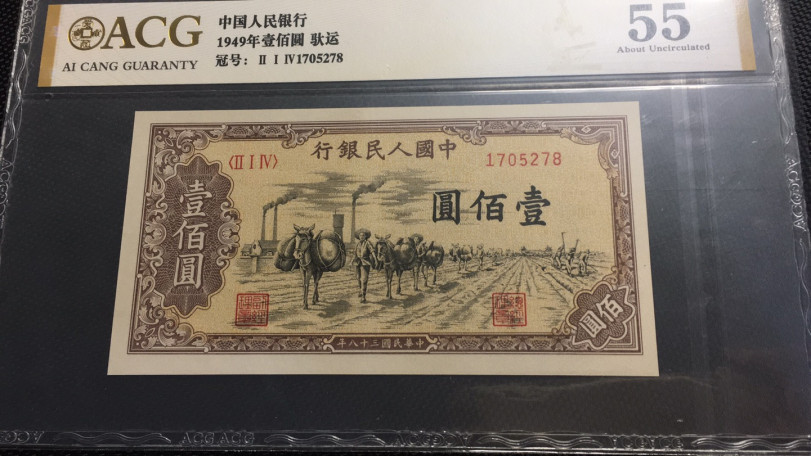 ACG
AI CANG GUARANTY
中国人民银行
1949年壹佰圆 驮运
冠号: Ⅱ Ⅰ Ⅳ1705278
55
About Uncirculated
行銀民人國中
〈Ⅱ Ⅰ Ⅳ〉
1705278
圓佰壹
壹佰圓
佰圓
年八十三國民華中